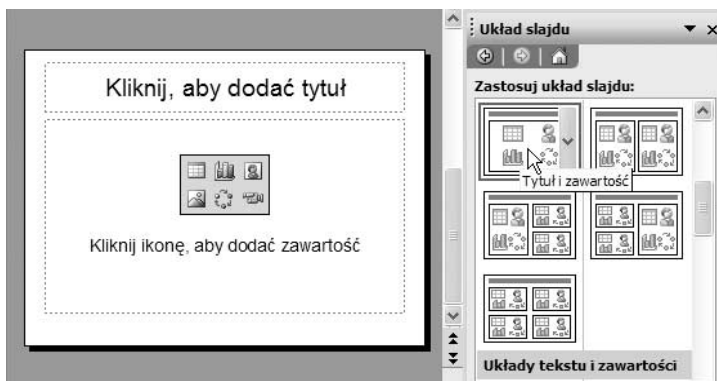 Kliknij, aby dodać tytuł
Kliknij ikonę, aby dodać zawartość
Układ slajdu
Zastosuj układ slajdu:
Tytuł i zawartość
Układy tekstu i zawartości